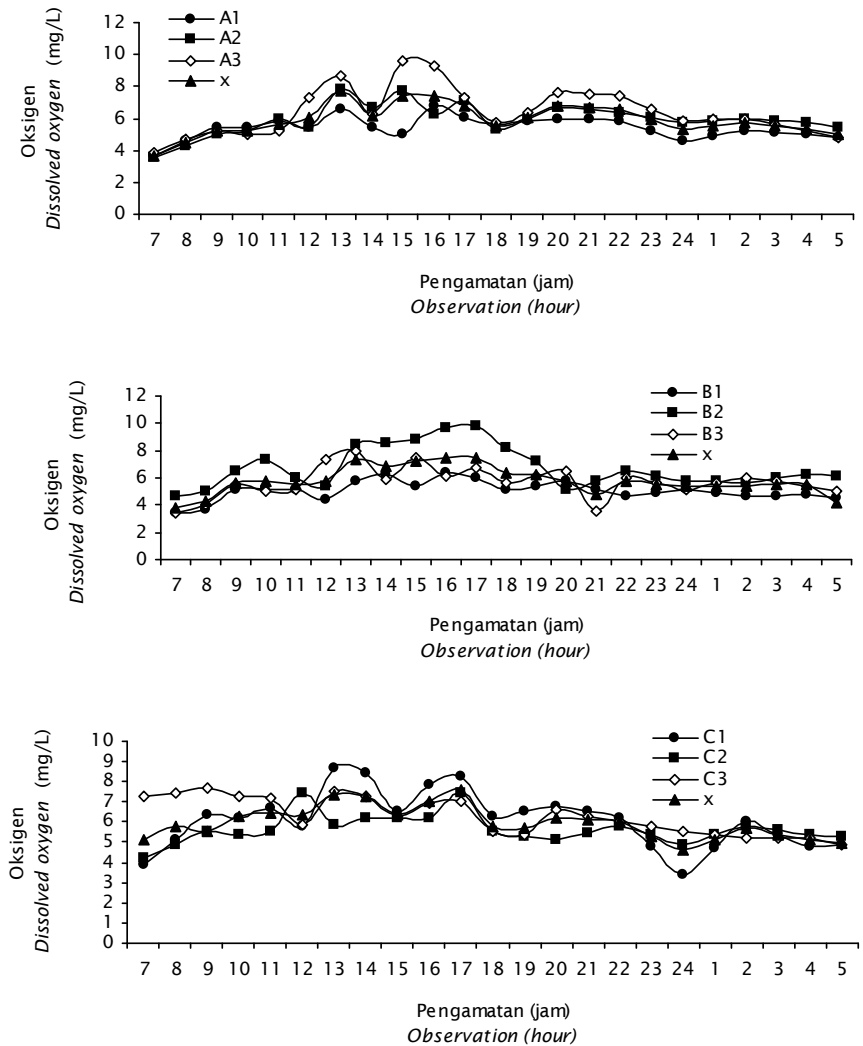 12
10
8
6
4
2
0
A1
A2
A3
x
Oksigen
Dissolved oxygen (mg/L)
7 8 9 10 11 12 13 14 15 16 17 18 19 20 21 22 23 24 1 2 3 4 5
Pengamatan (jam)
Observation (hour)
12
10
8
6
4
2
0
B1
B2
B3
x
Oksigen
Dissolved oxygen (mg/L)
7 8 9 10 11 12 13 14 15 16 17 18 19 20 21 22 23 24 1 2 3 4 5
Pengamatan (jam)
Observation (hour)
10
9
8
7
6
5
4
3
2
1
0
C1
C2
C3
x
Oksigen
Dissolved oxygen (mg/L)
7 8 9 10 11 12 13 14 15 16 17 18 19 20 21 22 23 24 1 2 3 4 5
Pengamatan (jam)
Observation (hour)